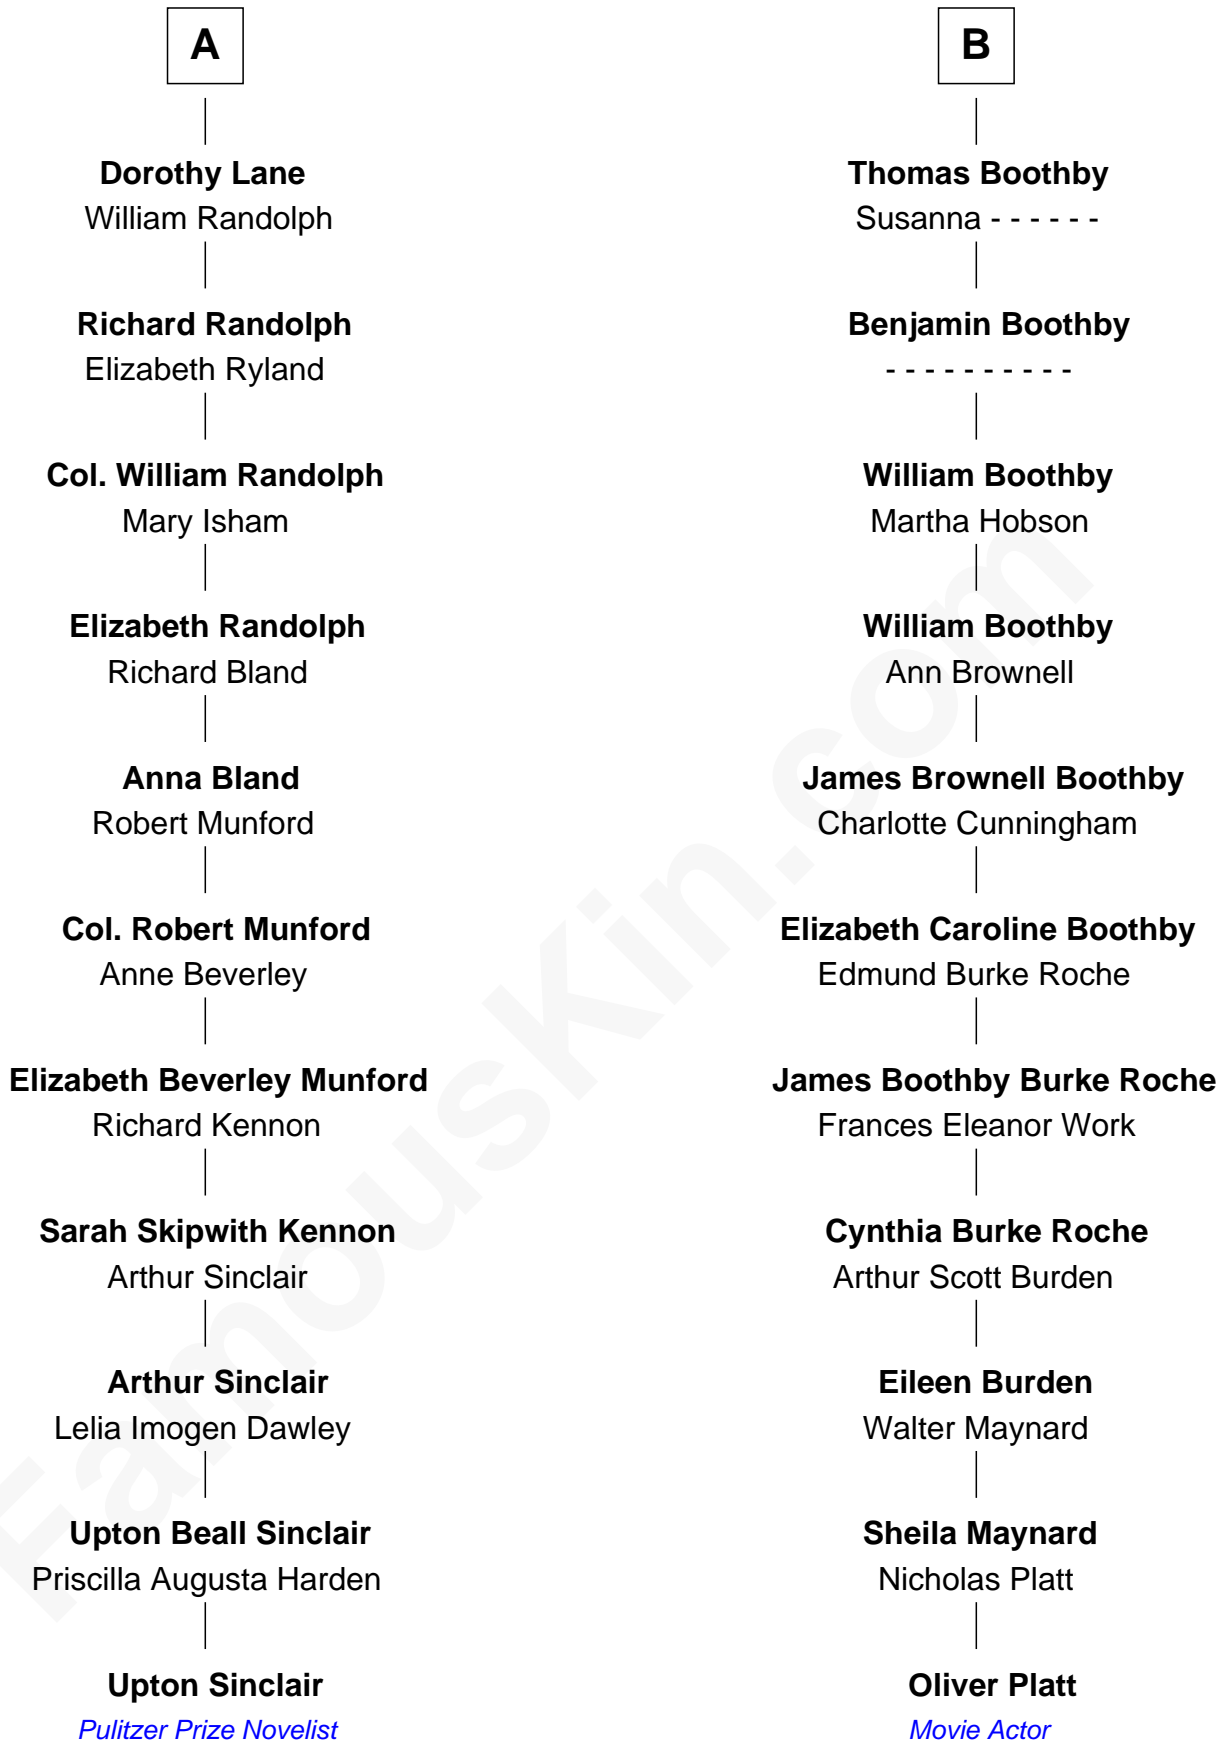 A
Dorothy Lane
William Randolph
Richard Randolph
Elizabeth Ryland
Col. William Randolph
Mary Isham
Elizabeth Randolph
Richard Bland
Anna Bland
Robert Munford
Col. Robert Munford
Anne Beverley
Elizabeth Beverley Munford
Richard Kennon
Sarah Skipwith Kennon
Arthur Sinclair
Arthur Sinclair
Lelia Imogen Dawley
Upton Beall Sinclair
Priscilla Augusta Harden
Upton Sinclair
Pulitzer Prize Novelist
B
Thomas Boothby
Susanna - - - - - -
Benjamin Boothby
- - - - - - - - - -
William Boothby
Martha Hobson
William Boothby
Ann Brownell
James Brownell Boothby
Charlotte Cunningham
Elizabeth Caroline Boothby
Edmund Burke Roche
James Boothby Burke Roche
Frances Eleanor Work
Cynthia Burke Roche
Arthur Scott Burden
Eileen Burden
Walter Maynard
Sheila Maynard
Nicholas Platt
Oliver Platt
Movie Actor
FamousKin.com